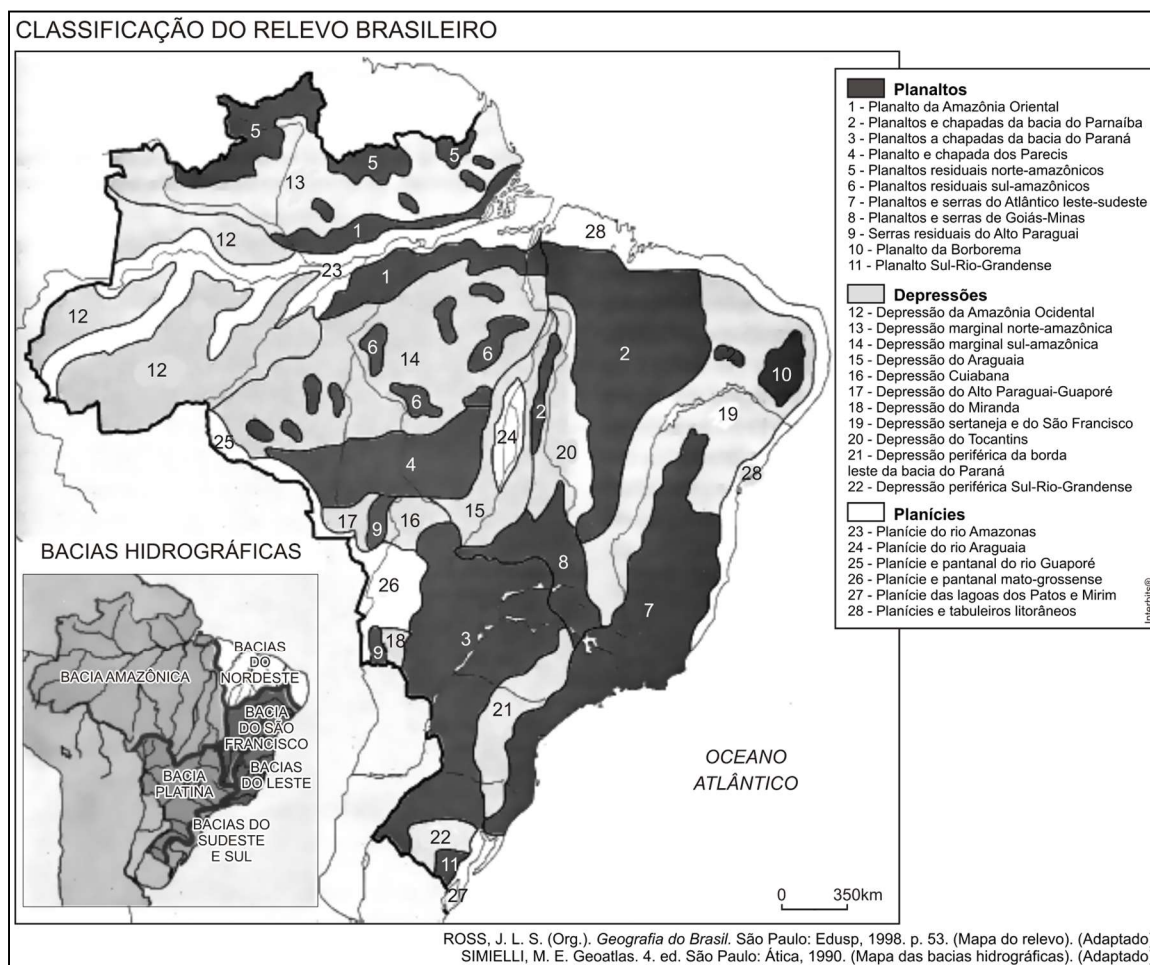 CLASSIFICAÇÃO DO RELEVO BRASILEIRO
5
5
5
13
1
12
28
23
1
12
12
6
14
6
6
2
10
2
19
25
4
24
20
28
17
9
16
15
26
8
7
3
18
9
21
22
11
27
OCEANO
ATLÂNTICO
0 350km
Planaltos
1 - Planalto da Amazônia Oriental
2 - Planaltos e chapadas da bacia do Parnaíba
3 - Planaltos a chapadas da bacia do Paraná
4 - Planalto e chapada dos Parecis
5 - Planaltos residuais norte-amazônicos
6 - Planaltos residuais sul-amazônicos
7 - Planaltos e serras do Atlântico leste-sudeste
8 - Planaltos e serras de Goiás-Minas
9 - Serras residuais do Alto Paraguai
10 - Planalto da Borborema
11 - Planalto Sul-Rio-Grandense
Depressões
12 - Depressão da Amazônia Ocidental
13 - Depressão marginal norte-amazônica
14 - Depressão marginal sul-amazônica
15 - Depressão do Araguaia
16 - Depressão Cuiabana
17 - Depressão do Alto Paraguai-Guaporé
18 - Depressão do Miranda
19 - Depressão sertaneja e do São Francisco
20 - Depressão do Tocantins
21 - Depressão periférica da borda
leste da bacia do Paraná
22 - Depressão periférica Sul-Rio-Grandense
Planícies
23 - Planície do rio Amazonas
24 - Planície do rio Araguaia
25 - Planície e pantanal do rio Guaporé
26 - Planície e pantanal mato-grossense
27 - Planície das lagoas dos Patos e Mirim
28 - Planícies e tabuleiros litorâneos
Interbits®
BACIAS HIDROGRÁFICAS
BACIA AMAZÔNICA
BACIAS
DO
NORDESTE
BACIA
DO SÃO
FRANCISCO
BACIA
PLATINA
BACIAS
DO LESTE
BACIAS DO
SUDESTE
E SUL
ROSS, J. L. S. (Org.). Geografia do Brasil. São Paulo: Edusp, 1998. p. 53. (Mapa do relevo). (Adaptado)
SIMIELLI, M. E. Geoatlas. 4. ed. São Paulo: Ática, 1990. (Mapa das bacias hidrográficas). (Adaptado)